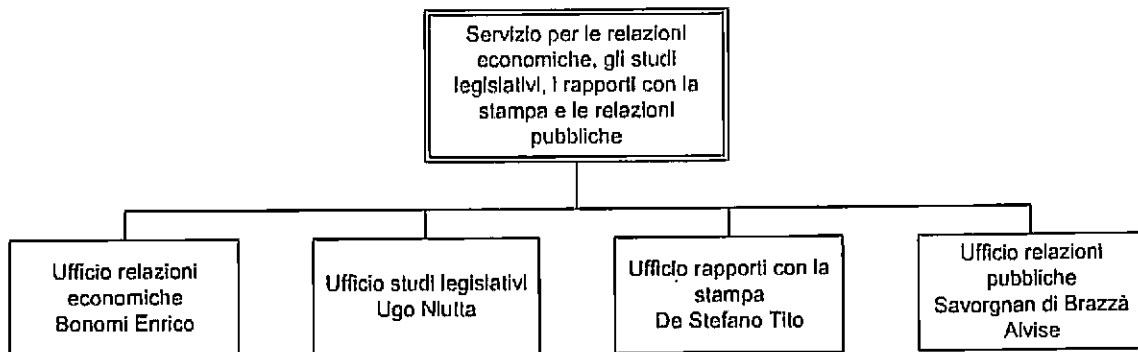 Servizio per le relazioni
economiche, gli studi
legislativi, i rapporti con la
stampa e le relazioni
pubbliche
Ufficio relazioni
economiche
Bonomi Enrico
Ufficio studi legislativi
Ugo Niutta
Ufficio rapporti con la
stampa
De Stefano Tito
Ufficio relazioni
pubbliche
Savorgnan di Brazzà
Alvise